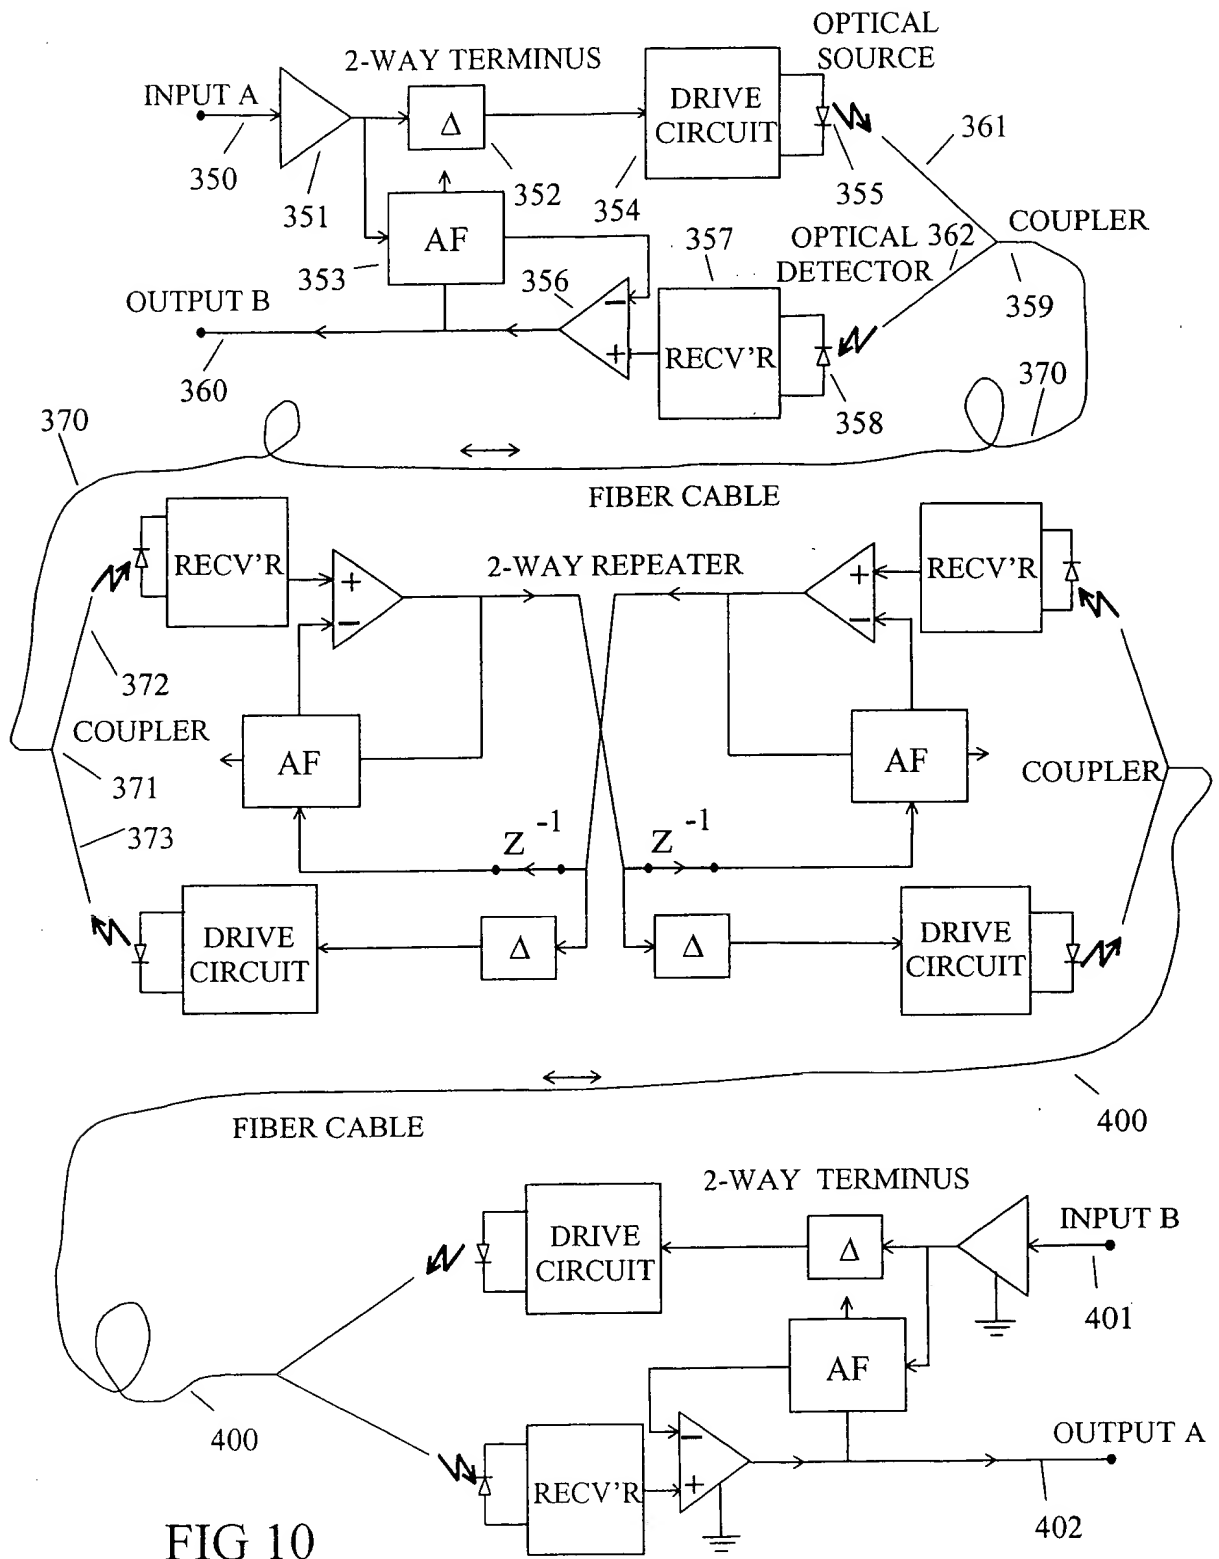 OPTICAL
SOURCE
2-WAY TERMINUS
INPUT A
Δ
DRIVE
CIRCUIT
350
351
352
354
355
361
AF
353
357
OPTICAL
DETECTOR
362
COUPLER
359
OUTPUT B
356
−
+
RECV'R
360
358
370
370
FIBER CABLE
RECV'R
+
−
2-WAY REPEATER
+
−
RECV'R
372
COUPLER
AF
AF
COUPLER
371
373
Z -1
Z -1
DRIVE
CIRCUIT
Δ
Δ
DRIVE
CIRCUIT
400
FIBER CABLE
2-WAY TERMINUS
DRIVE
CIRCUIT
Δ
INPUT B
401
AF
400
−
+
RECV'R
OUTPUT A
402
FIG 10